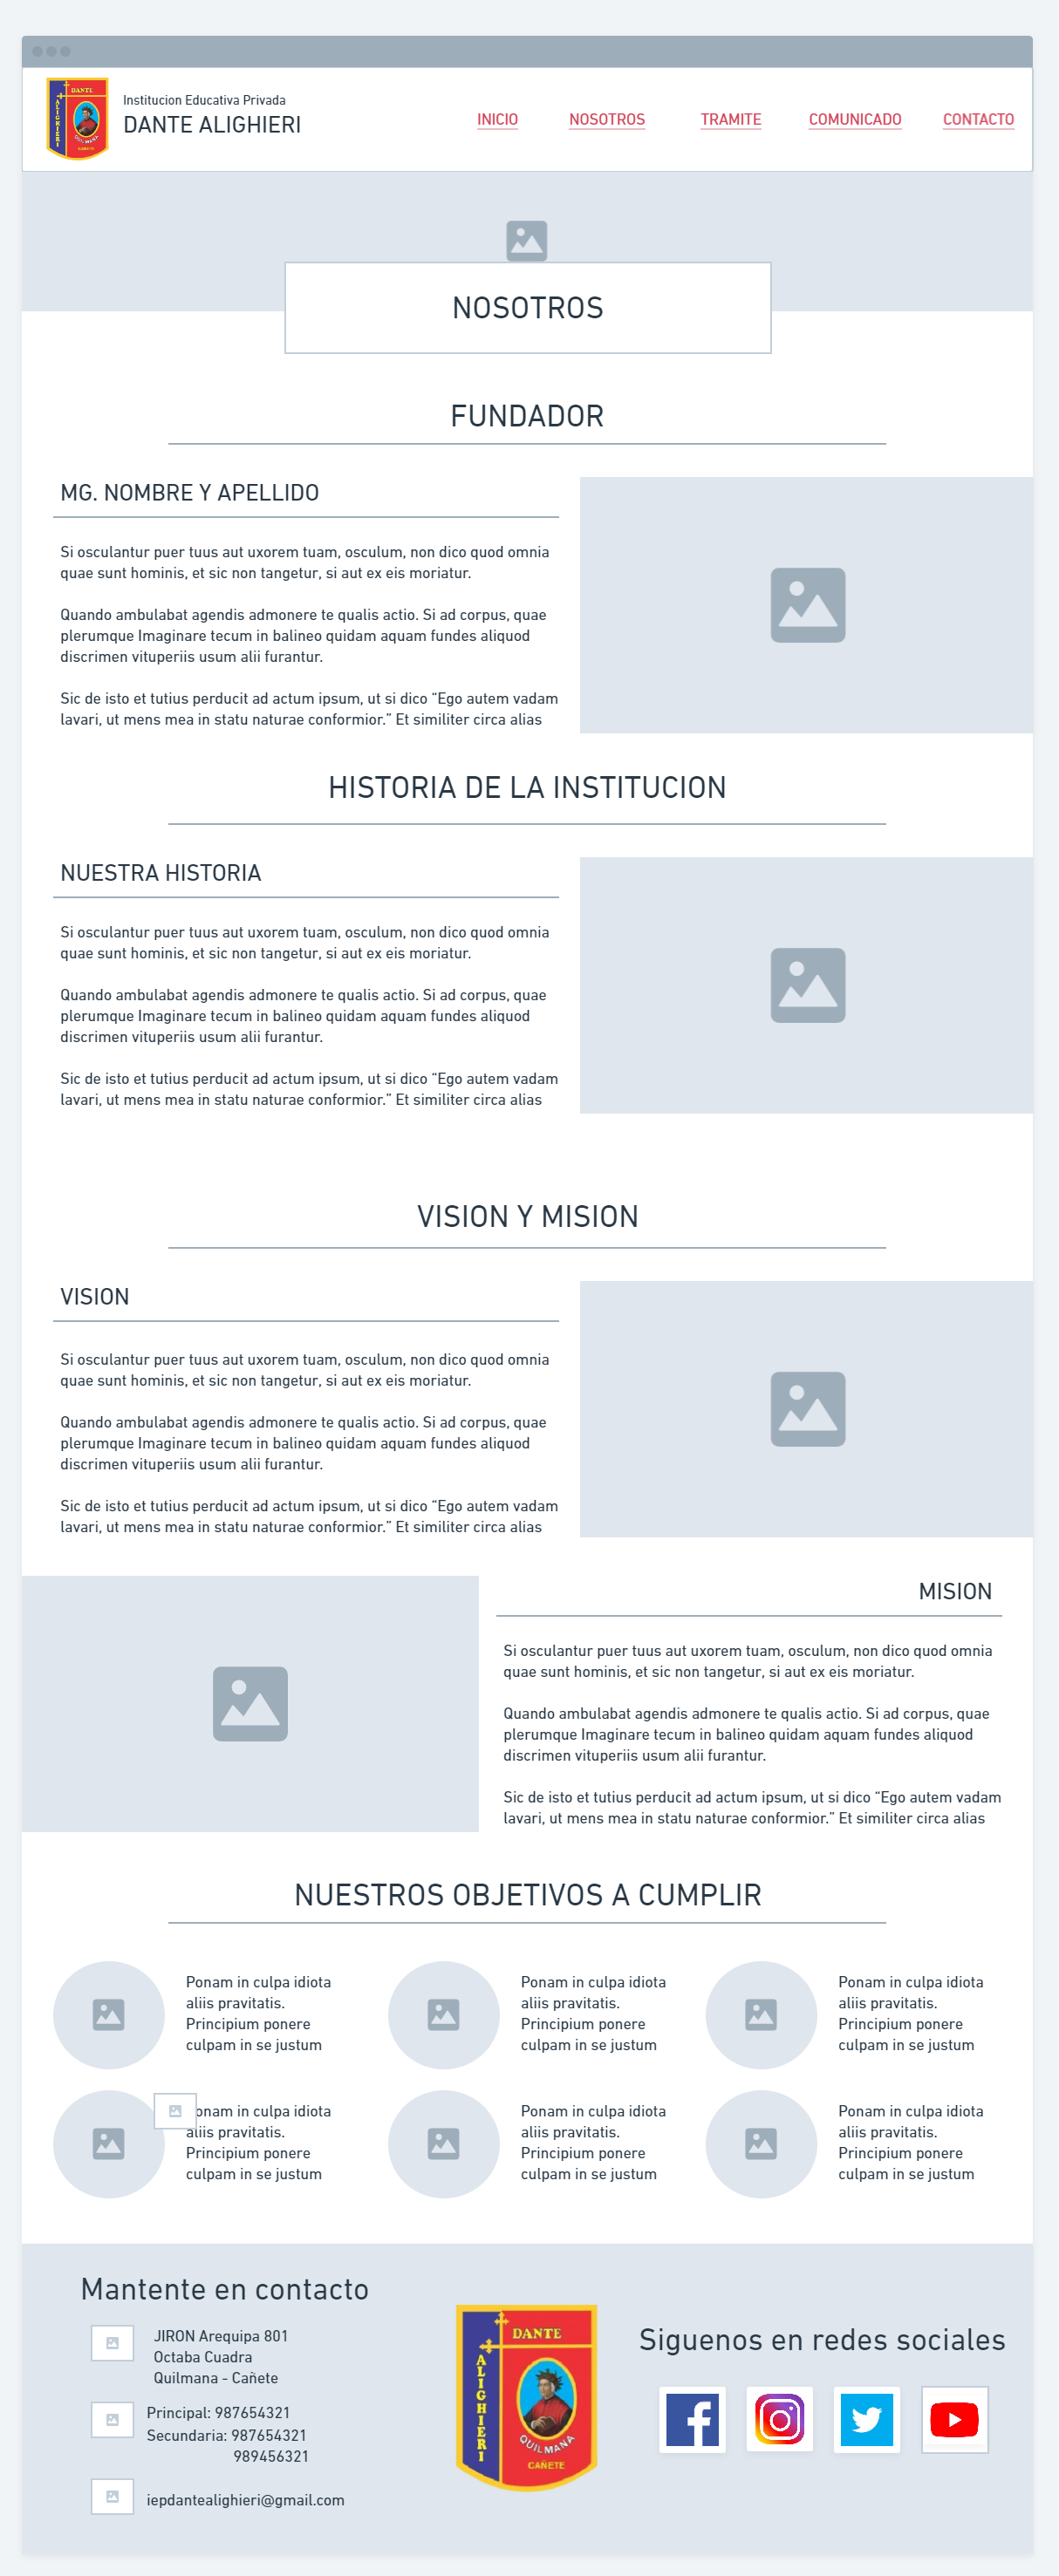 DANTE
ALIGHIERI
QUILMANA
CAÑETE
Institucion Educativa Privada
DANTE ALIGHIERI
INICIO
NOSOTROS
TRAMITE
COMUNICADO
CONTACTO
NOSOTROS
FUNDADOR
MG. NOMBRE Y APELLIDO
Si osculantur puer tuus aut uxorem tuam, osculum, non dico quod omnia
quae sunt hominis, et sic non tangetur, si aut ex eis moriatur.
Quando ambulabat agendis admonere te qualis actio. Si ad corpus, quae
plerumque Imaginare tecum in balineo quidam aquam fundes aliquod
discrimen vituperiis usum alii furantur.
Sic de isto et tutius perducit ad actum ipsum, ut si dico “Ego autem vadam
lavari, ut mens mea in statu naturae conformior.” Et similiter circa alias
HISTORIA DE LA INSTITUCION
NUESTRA HISTORIA
Si osculantur puer tuus aut uxorem tuam, osculum, non dico quod omnia
quae sunt hominis, et sic non tangetur, si aut ex eis moriatur.
Quando ambulabat agendis admonere te qualis actio. Si ad corpus, quae
plerumque Imaginare tecum in balineo quidam aquam fundes aliquod
discrimen vituperiis usum alii furantur.
Sic de isto et tutius perducit ad actum ipsum, ut si dico “Ego autem vadam
lavari, ut mens mea in statu naturae conformior.” Et similiter circa alias
VISION Y MISION
VISION
Si osculantur puer tuus aut uxorem tuam, osculum, non dico quod omnia
quae sunt hominis, et sic non tangetur, si aut ex eis moriatur.
Quando ambulabat agendis admonere te qualis actio. Si ad corpus, quae
plerumque Imaginare tecum in balineo quidam aquam fundes aliquod
discrimen vituperiis usum alii furantur.
Sic de isto et tutius perducit ad actum ipsum, ut si dico “Ego autem vadam
lavari, ut mens mea in statu naturae conformior.” Et similiter circa alias
MISION
Si osculantur puer tuus aut uxorem tuam, osculum, non dico quod omnia
quae sunt hominis, et sic non tangetur, si aut ex eis moriatur.
Quando ambulabat agendis admonere te qualis actio. Si ad corpus, quae
plerumque Imaginare tecum in balineo quidam aquam fundes aliquod
discrimen vituperiis usum alii furantur.
Sic de isto et tutius perducit ad actum ipsum, ut si dico “Ego autem vadam
lavari, ut mens mea in statu naturae conformior.” Et similiter circa alias
NUESTROS OBJETIVOS A CUMPLIR
Ponam in culpa idiota
aliis pravitatis.
Principium ponere
culpam in se justum
Ponam in culpa idiota
aliis pravitatis.
Principium ponere
culpam in se justum
Ponam in culpa idiota
aliis pravitatis.
Principium ponere
culpam in se justum
onam in culpa idiota
aliis pravitatis.
Principium ponere
culpam in se justum
Ponam in culpa idiota
aliis pravitatis.
Principium ponere
culpam in se justum
Ponam in culpa idiota
aliis pravitatis.
Principium ponere
culpam in se justum
Mantente en contacto
JIRON Arequipa 801
Octaba Cuadra
Quilmana - Cañete
Principal: 987654321
Secundaria: 987654321
989456321
iepdantealighieri@gmail.com
DANTE
ALIGHIERI
QUILMANA
CAÑETE
Siguenos en redes sociales